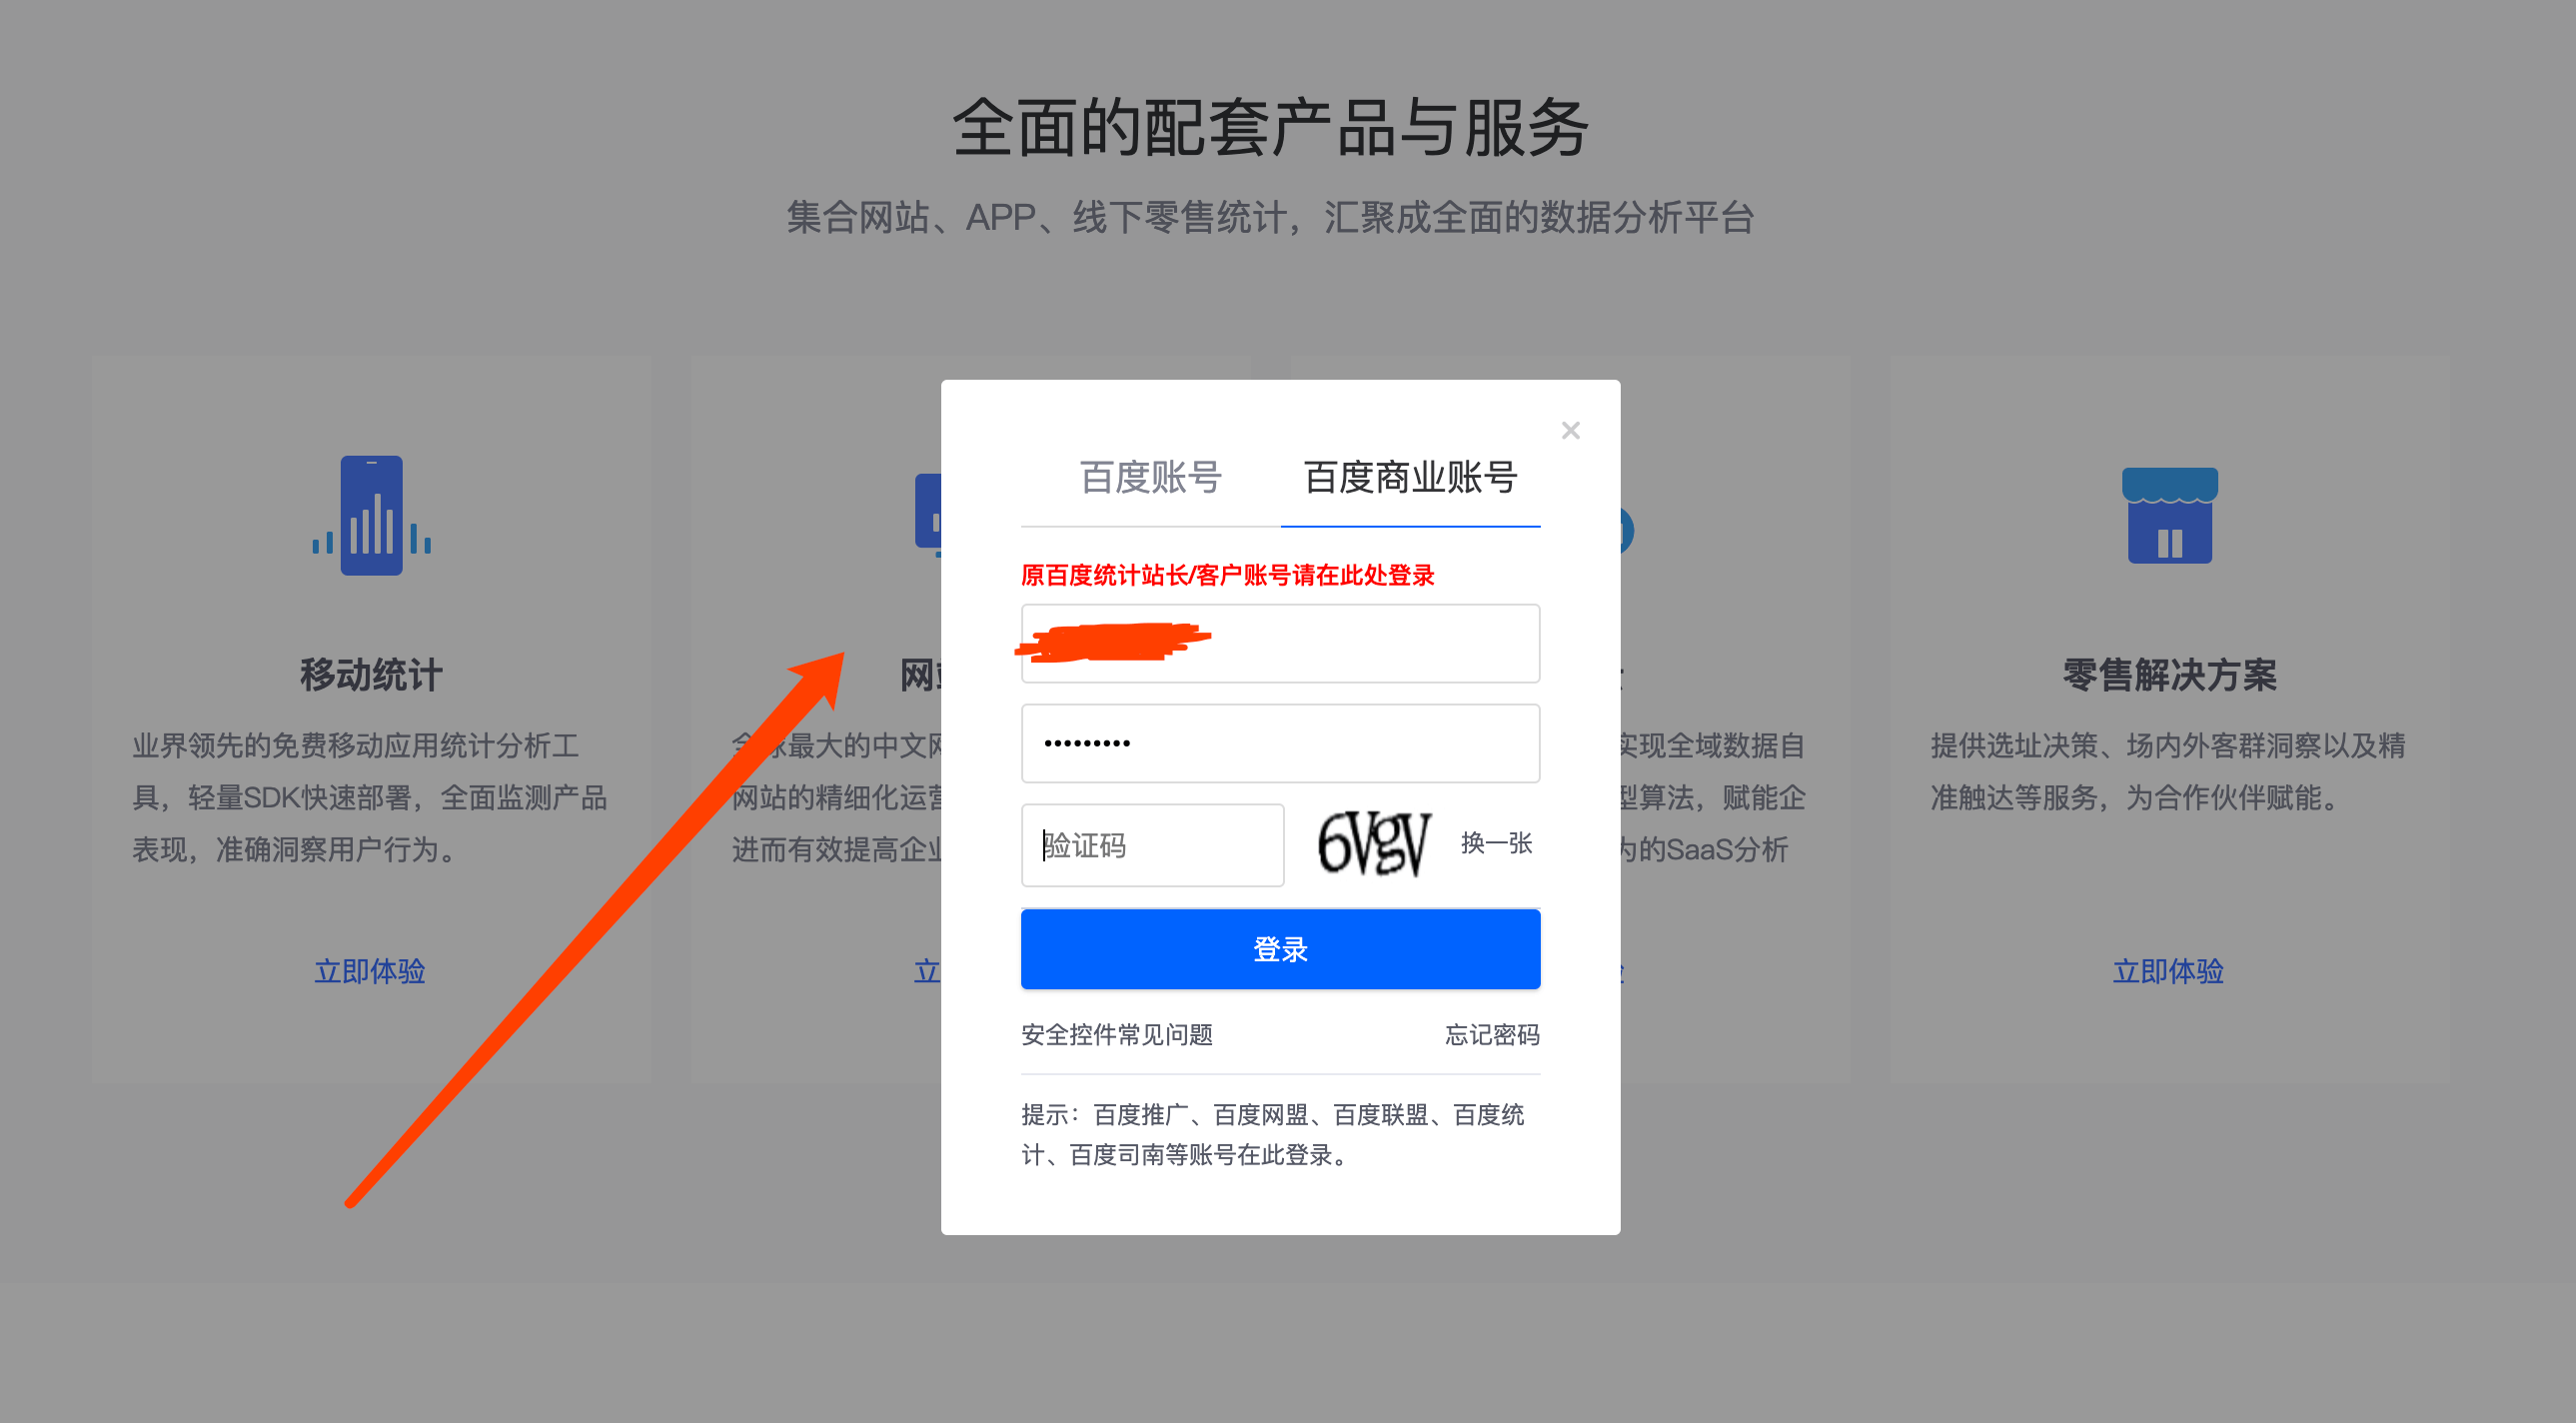 全面的配套产品与服务
集合网站、APP、线下零售统计，汇聚成全面的数据分析平台
移动统计
业界领先的免费移动应用统计分析工
具，轻量SDK快速部署，全面监测产品
表现，准确洞察用户行为。
立即体验
网
最大的中文网
网站的精细化运营
进而有效提高企业
立
百度账号
百度商业账号
原百度统计站长/客户账号请在此处登录
•••••••••
验证码
6VgV
换一张
登录
安全控件常见问题
忘记密码
提示：百度推广、百度网盟、百度联盟、百度统
计、百度司南等账号在此登录。
实现全域数据自
型算法，赋能企
为的SaaS分析
零售解决方案
提供选址决策、场内外客群洞察以及精
准触达等服务，为合作伙伴赋能。
立即体验